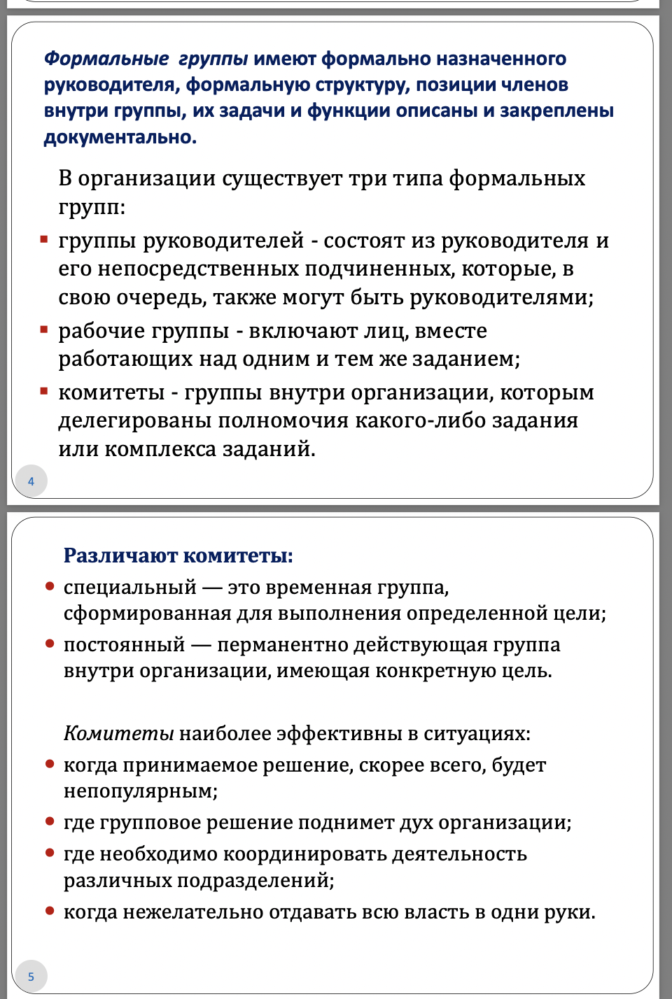 Формальные группы имеют формально назначенного
руководителя, формальную структуру, позиции членов
внутри группы, их задачи и функции описаны и закреплены
документально.
В организации существует три типа формальных
групп:
группы руководителей - состоят из руководителя и
его непосредственных подчиненных, которые, в
свою очередь, также могут быть руководителями;
рабочие группы - включают лиц, вместе
работающих над одним и тем же заданием;
комитеты - группы внутри организации, которым
делегированы полномочия какого-либо задания
или комплекса заданий.
4
Различают комитеты:
специальный — это временная группа,
сформированная для выполнения определенной цели;
постоянный — перманентно действующая группа
внутри организации, имеющая конкретную цель.
Комитеты наиболее эффективны в ситуациях:
когда принимаемое решение, скорее всего, будет
непопулярным;
где групповое решение поднимет дух организации;
где необходимо координировать деятельность
различных подразделений;
когда нежелательно отдавать всю власть в одни руки.
5